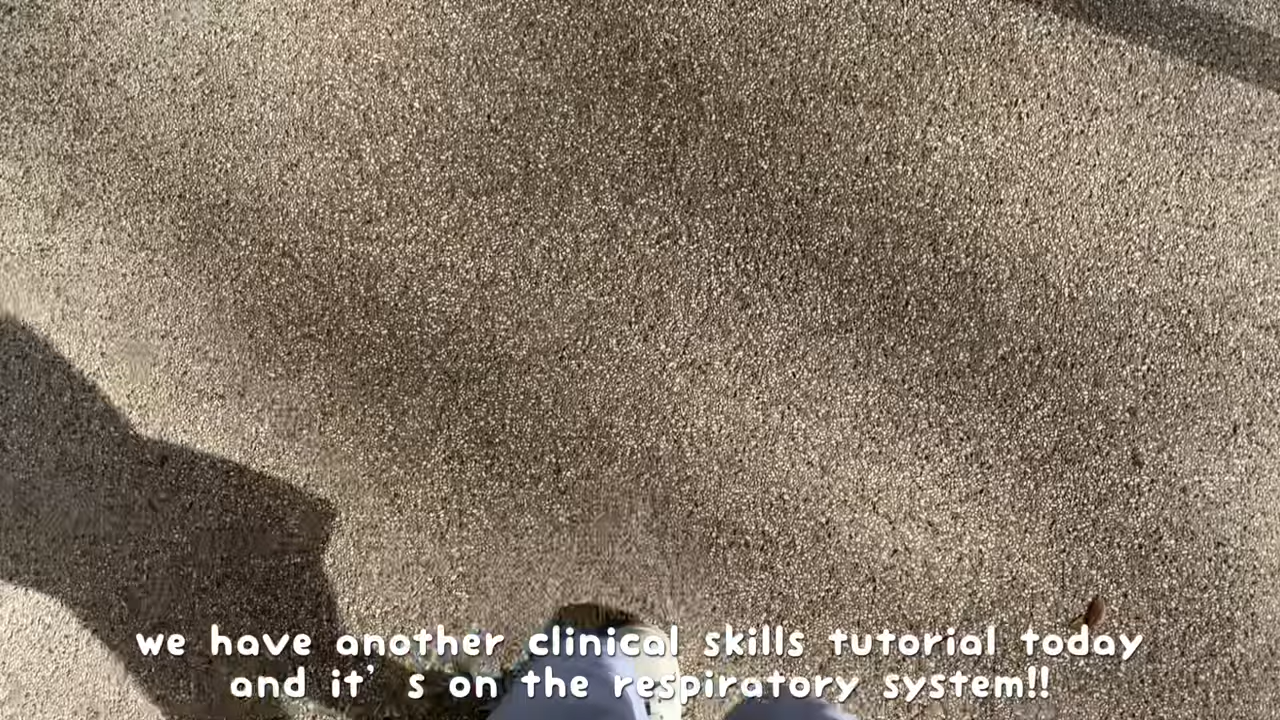 we have another clinical skills tutorial today
and it's on the respiratory system!!